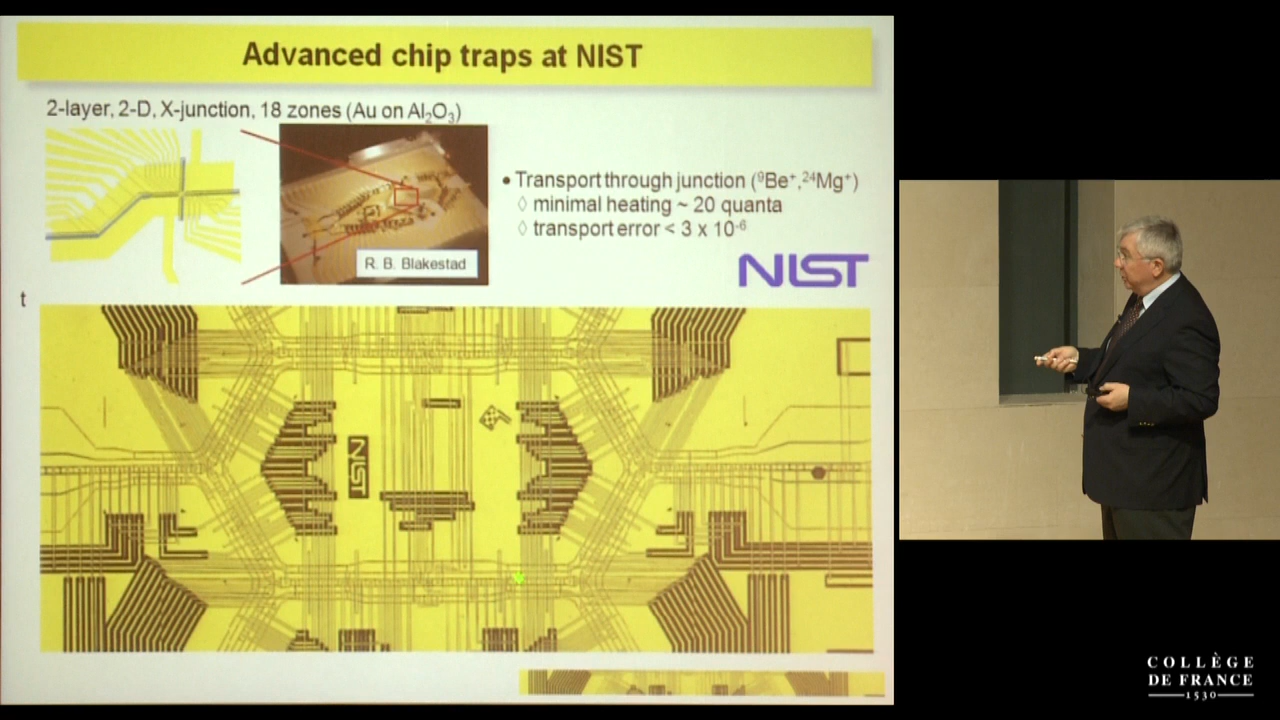 Advanced chip traps at NIST
2-layer, 2-D, X-junction, 18 zones (Au on Al₂O₃)
• Transport through junction (⁹Be⁺,²⁴Mg⁺)
◊ minimal heating ~ 20 quanta
◊ transport error < 3 x 10⁻⁶
R. B. Blakestad
NIST
t
NIST
COLLÈGE
DE FRANCE
1530